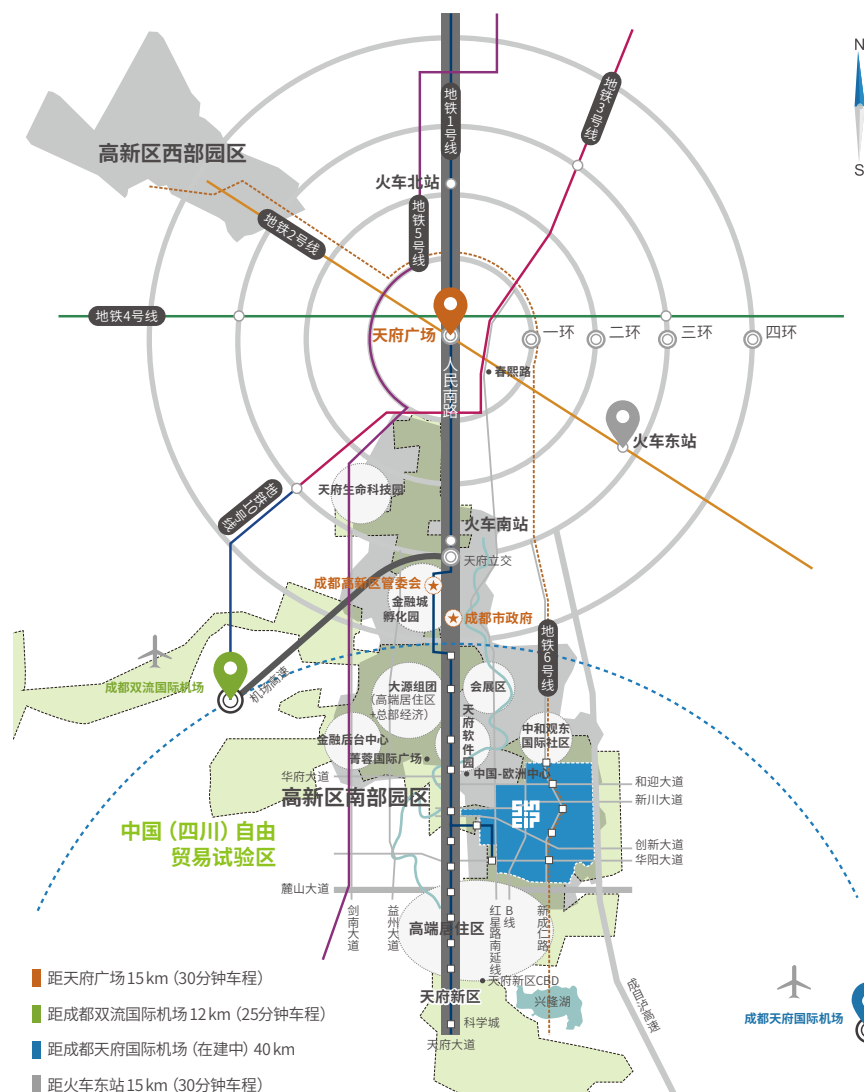 N
S
高新区西部园区
地铁1号线
地铁3号线
火车北站
地铁5号线
地铁2号线
地铁4号线
天府广场
一环
二环
三环
四环
人民南路
春熙路
火车东站
天府生命科技园
地铁10号线
火车南站
天府立交
成都高新区管委会
金融城
孵化园
成都市政府
地铁6号线
成都双流国际机场
机场高速
大源组团
（高端居住区
+总部经济）
会展区
天府软件园
中和观东
国际社区
金融后台中心
菁蓉国际广场
中国-欧洲中心
华府大道
和迎大道
高新区南部园区
新川大道
中国（四川）自由
贸易试验区
创新大道
华阳大道
麓山大道
剑南大道
益州大道
高端居住区
红星路南延线
B线
新成仁路
天府新区CBD
天府新区
兴隆湖
成自泸高速
科学城
天府大道
成都天府国际机场
距天府广场15km（30分钟车程）
距成都双流国际机场12km（25分钟车程）
距成都天府国际机场（在建中）40km
距火车东站15km（30分钟车程）